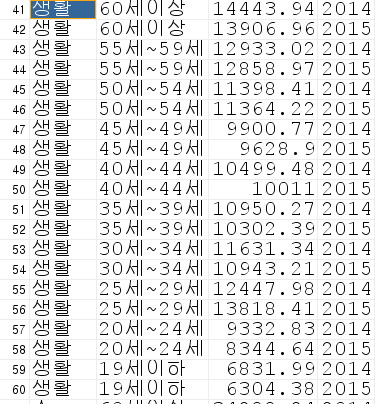 41 생활 60세이상 14443.94 2014
42 생활 60세이상 13906.96 2015
43 생활 55세~59세 12933.02 2014
44 생활 55세~59세 12858.97 2015
45 생활 50세~54세 11398.41 2014
46 생활 50세~54세 11364.22 2015
47 생활 45세~49세 9900.77 2014
48 생활 45세~49세 9628.9 2015
49 생활 40세~44세 10499.48 2014
50 생활 40세~44세 10011 2015
51 생활 35세~39세 10950.27 2014
52 생활 35세~39세 10302.39 2015
53 생활 30세~34세 11631.34 2014
54 생활 30세~34세 10943.21 2015
55 생활 25세~29세 12447.98 2014
56 생활 25세~29세 13818.41 2015
57 생활 20세~24세 9332.83 2014
58 생활 20세~24세 8344.64 2015
59 생활 19세이하 6831.99 2014
60 생활 19세이하 6304.38 2015